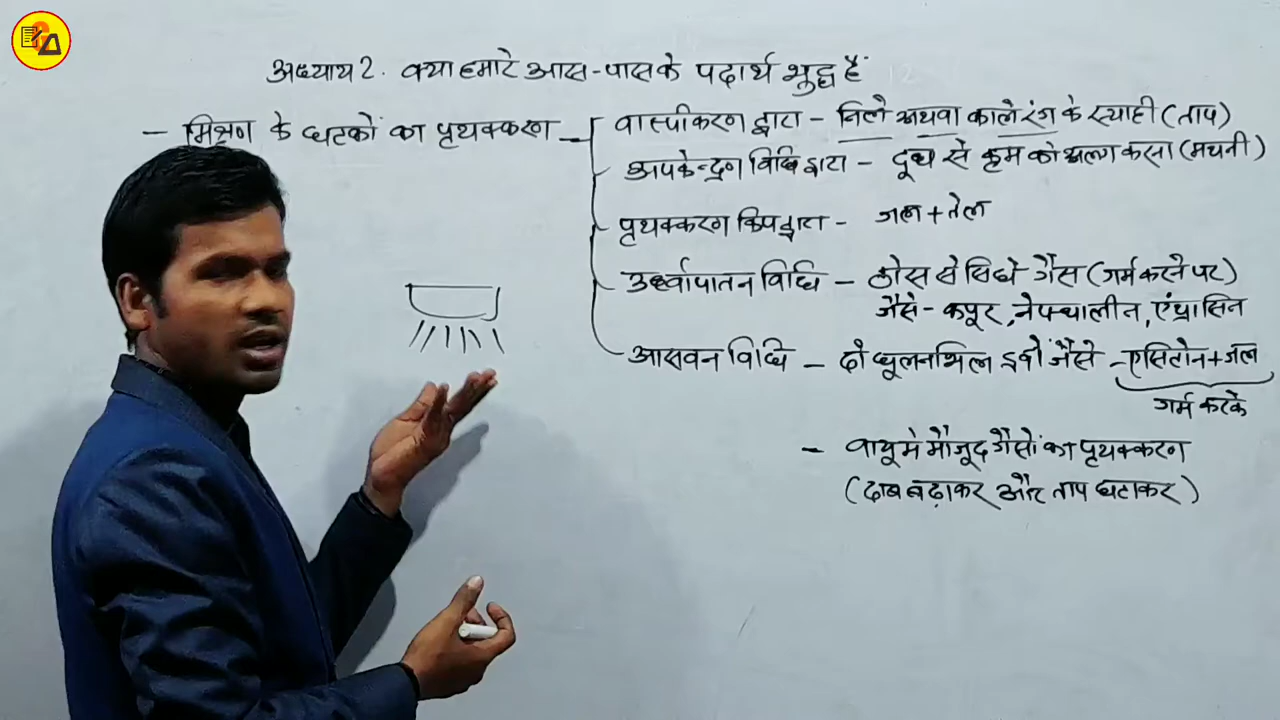 अध्याय 2. क्या हमारे आस-पास के पदार्थ शुद्ध हैं
- मिश्रण के घटकों का पृथक्करण -
वाष्पीकरण द्वारा - निले अथवा काले रंग के स्याही (ताप)
अपकेन्द्रण विधि द्वारा - दूध से क्रम को अलग करना (मथनी)
पृथक्करण किप द्वारा - जल + तेल
उर्ध्वापातन विधि - ठोस से सिधे गैस (गर्म करने पर)
जैसे - कपूर, नेफ्थालीन, एंथ्रासिन
आसवन विधि - दो घूलनशिल द्रवों जैसे - एसिटोन + जल
गर्म करके
- वायू मे मौजूद गैसों का पृथक्करण
(दाब बढ़ाकर और ताप घटाकर)